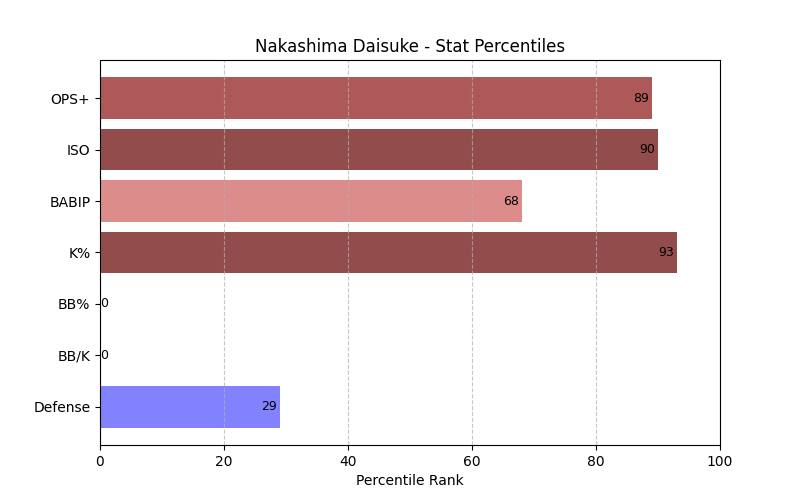 Nakashima Daisuke - Stat Percentiles
OPS+ 89
ISO 90
BABIP 68
K% 93
BB% 0
BB/K 0
Defense 29
0 20 40 60 80 100
Percentile Rank